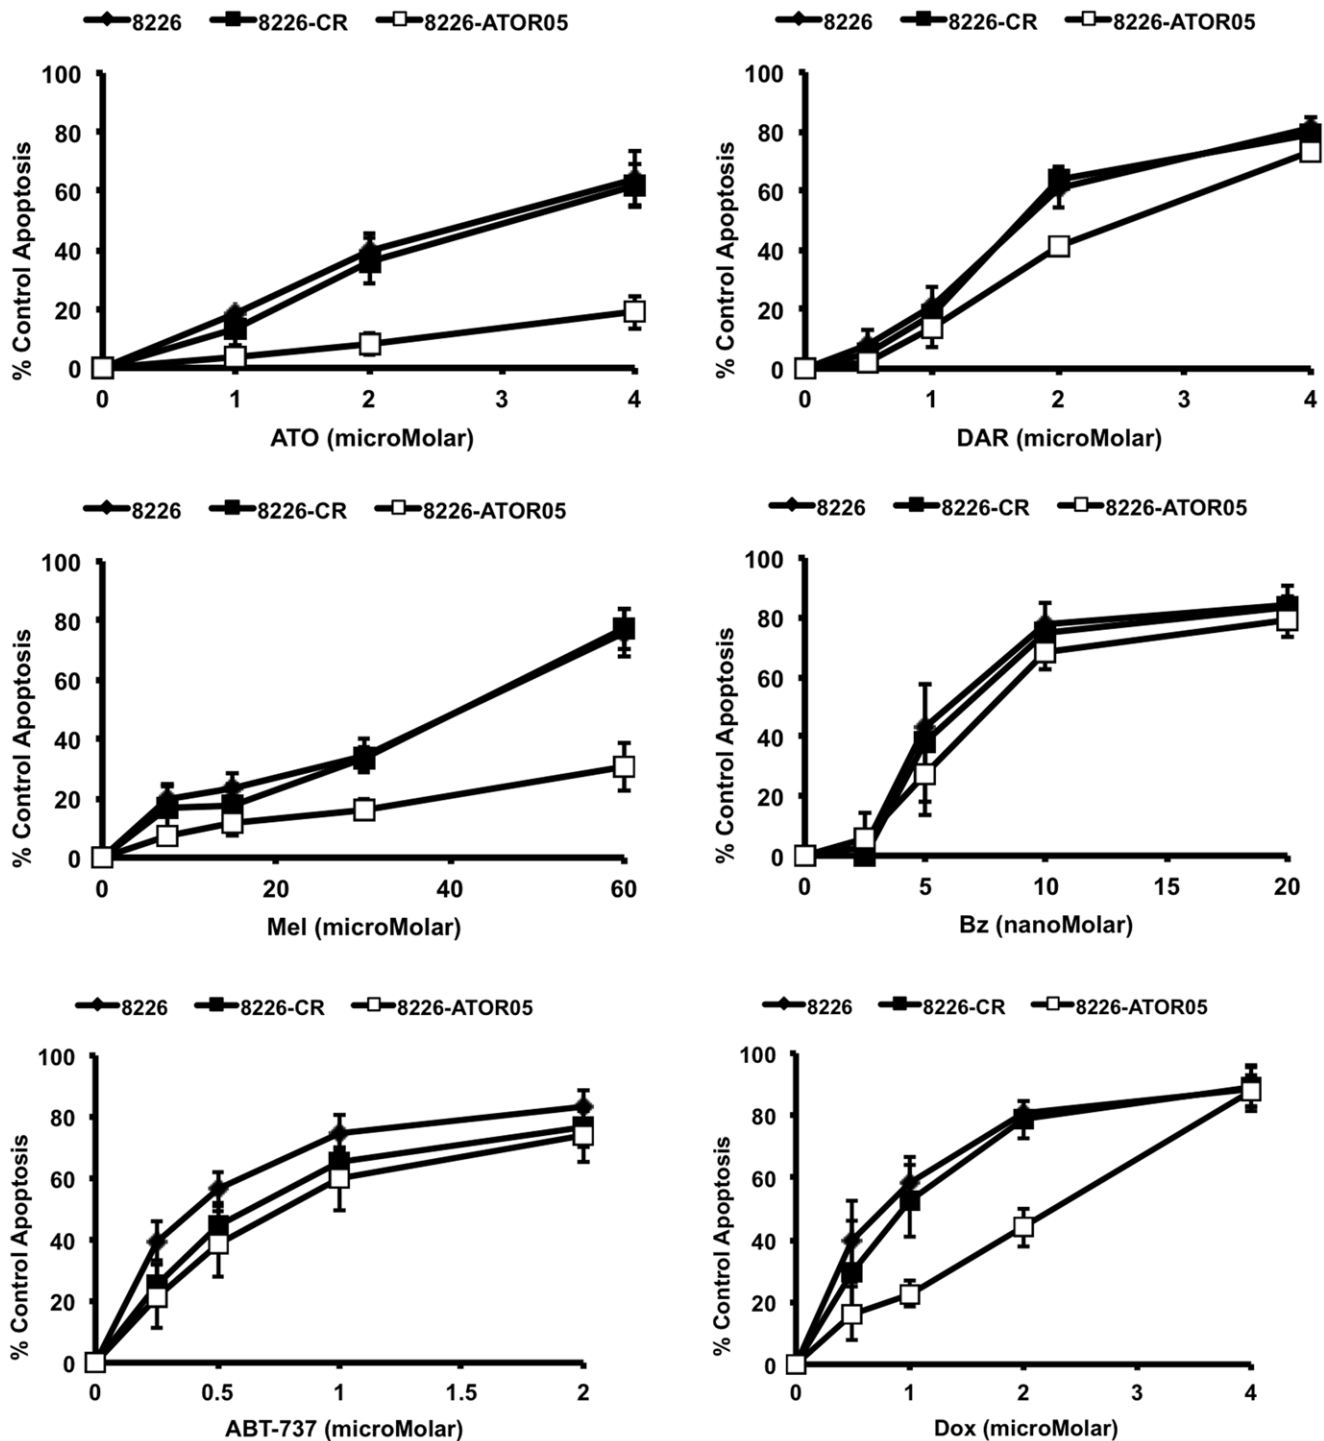 8226 8226-CR 8226-ATOR05
% Control Apoptosis
100
80
60
40
20
0
0 1 2 3 4
ATO (microMolar)
8226 8226-CR 8226-ATOR05
% Control Apoptosis
100
80
60
40
20
0
0 1 2 3 4
DAR (microMolar)
8226 8226-CR 8226-ATOR05
% Control Apoptosis
100
80
60
40
20
0
0 20 40 60
Mel (microMolar)
8226 8226-CR 8226-ATOR05
% Control Apoptosis
100
80
60
40
20
0
0 5 10 15 20
Bz (nanoMolar)
8226 8226-CR 8226-ATOR05
% Control Apoptosis
100
80
60
40
20
0
0 0.5 1 1.5 2
ABT-737 (microMolar)
8226 8226-CR 8226-ATOR05
% Control Apoptosis
100
80
60
40
20
0
0 1 2 3 4
Dox (microMolar)